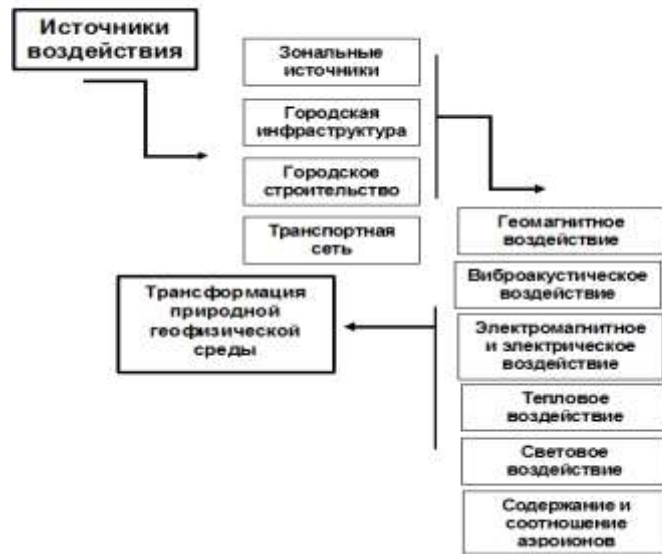 Источники
воздействия
Зональные
источники
Городская
инфраструктура
Городское
строительство
Транспортная
сеть
Геомагнитное
воздействие
Виброакустическое
воздействие
Электромагнитное
и электрическое
воздействие
Тепловое
воздействие
Световое
воздействие
Содержание и
соотношение
аэроионов
Трансформация
природной
геофизической
среды